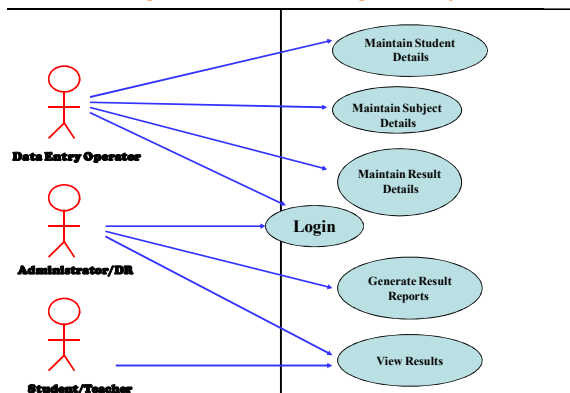 Maintain Student
Details
Maintain Subject
Details
Data Entry Operator
Maintain Result
Details
Login
Administrator/DR
Generate Result
Reports
View Results
Student/Teacher